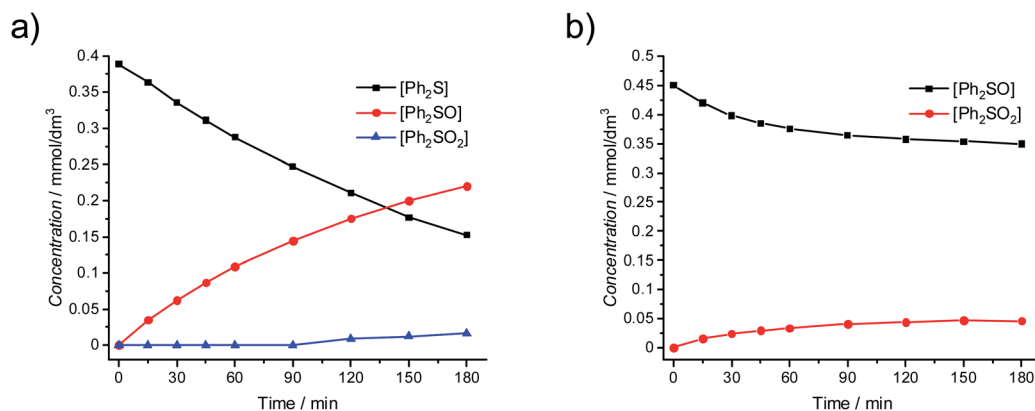 a)
Concentration / mmol/dm³
0.4
0.35
0.3
0.25
0.2
0.15
0.1
0.05
0
[Ph₂S]
[Ph₂SO]
[Ph₂SO₂]
0 30 60 90 120 150 180
Time / min
b)
Concentration / mmol/dm³
0.5
0.45
0.4
0.35
0.3
0.25
0.2
0.15
0.1
0.05
0
[Ph₂SO]
[Ph₂SO₂]
0 30 60 90 120 150 180
Time / min